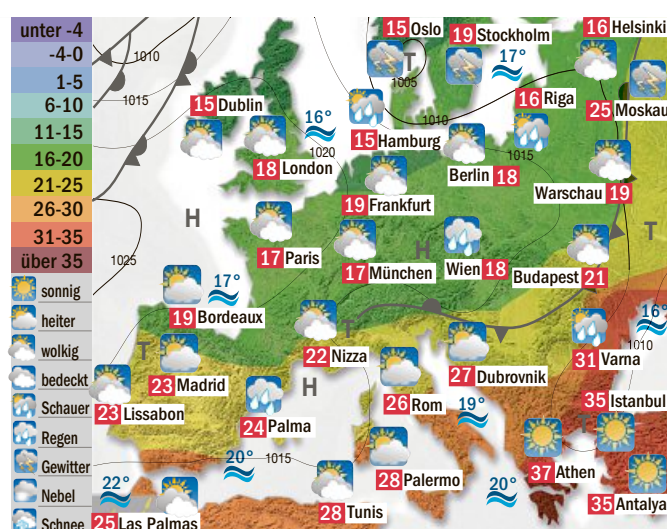 unter -4
-4-0
1-5
6-10
11-15
16-20
21-25
26-30
31-35
über 35
sonnig
heiter
wolkig
bedeckt
Schauer
Regen
Gewitter
Nebel
Schnee
15 Oslo
19 Stockholm
16 Helsinki
1010
T
1005
17°
1015
15 Dublin
16 Riga
25 Moskau
16°
1020
15 Hamburg
1010
1015
18 London
Berlin 18
Warschau 19
19 Frankfurt
H
T
17 Paris
17 München
H
Wien 18
Budapest 21
1025
17°
19 Bordeaux
16°
1010
T
T
22 Nizza
31 Varna
23 Madrid
27 Dubrovnik
H
23 Lissabon
26 Rom
35 Istanbul
24 Palma
19°
T
20°
1015
28 Palermo
37 Athen
22°
20°
28 Tunis
35 Antalya
25 Las Palmas